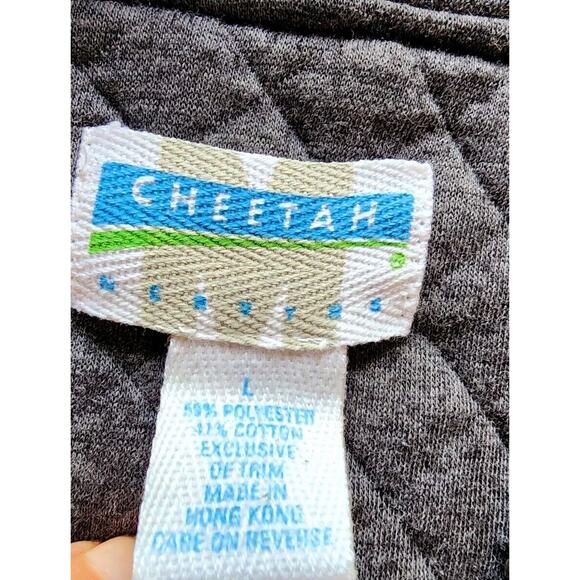 CHEETAH
®
L
59% POLYESTER
41% COTTON
EXCLUSIVE
OF TRIM
MADE IN
HONG KONG
CARE ON REVERSE